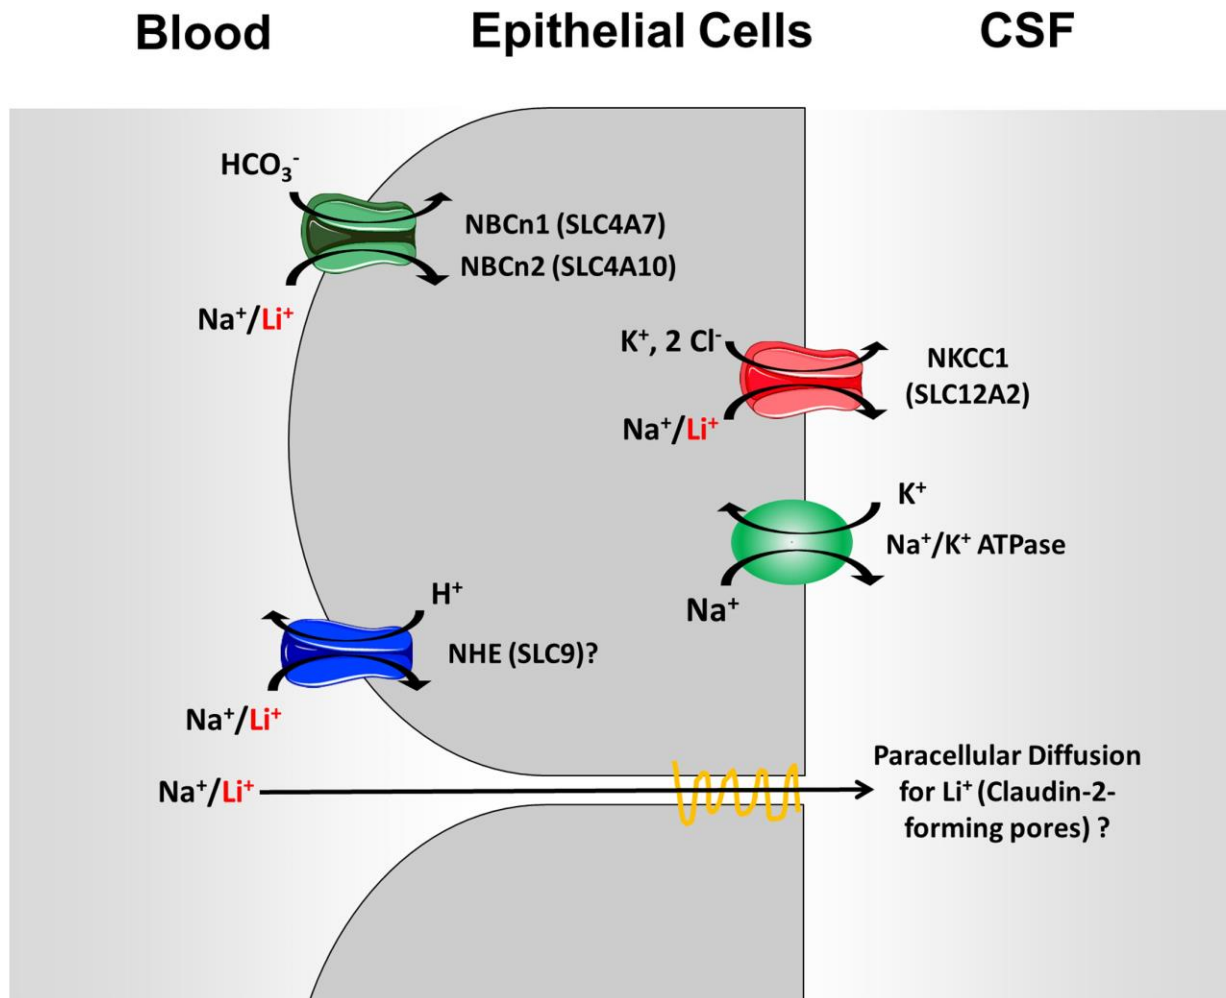 Blood
Epithelial Cells
CSF
HCO₃⁻
NBCn1 (SLC4A7)
NBCn2 (SLC4A10)
Na⁺/Li⁺
K⁺, 2 Cl⁻
NKCC1
(SLC12A2)
Na⁺/Li⁺
K⁺
Na⁺/K⁺ ATPase
Na⁺
H⁺
NHE (SLC9)?
Na⁺/Li⁺
Na⁺/Li⁺
Paracellular Diffusion
for Li⁺ (Claudin-2-
forming pores) ?